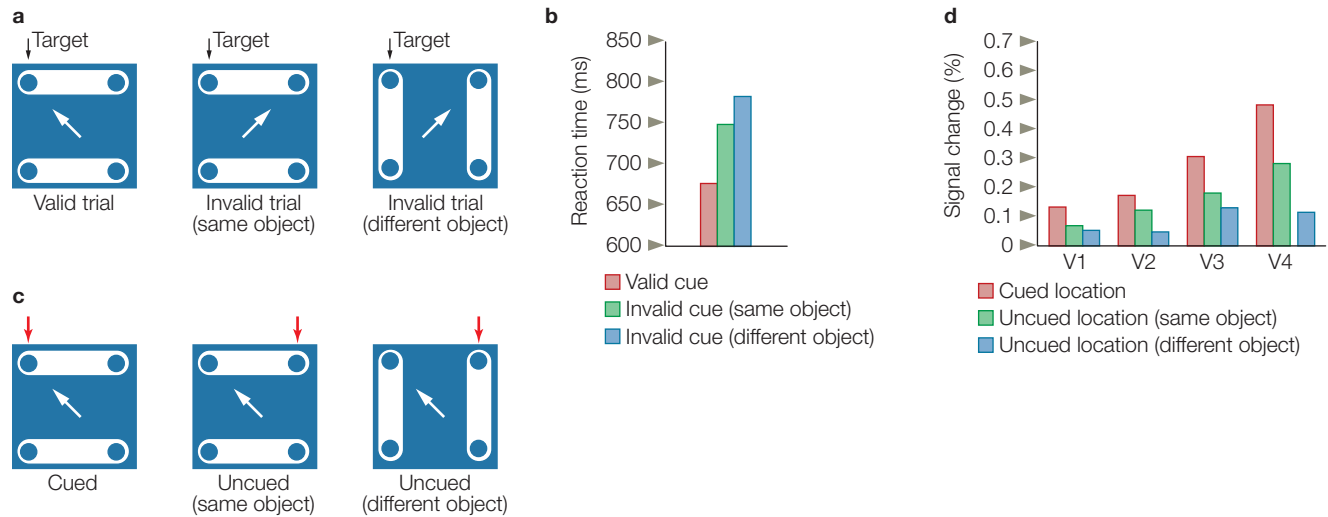 a
Target
Target
Target
Valid trial
Invalid trial
(same object)
Invalid trial
(different object)
b
Reaction time (ms)
850
800
750
700
650
600
Valid cue
Invalid cue (same object)
Invalid cue (different object)
c
Cued
Uncued
(same object)
Uncued
(different object)
d
Signal change (%)
0.7
0.6
0.5
0.4
0.3
0.2
0.1
0
V1 V2 V3 V4
Cued location
Uncued location (same object)
Uncued location (different object)